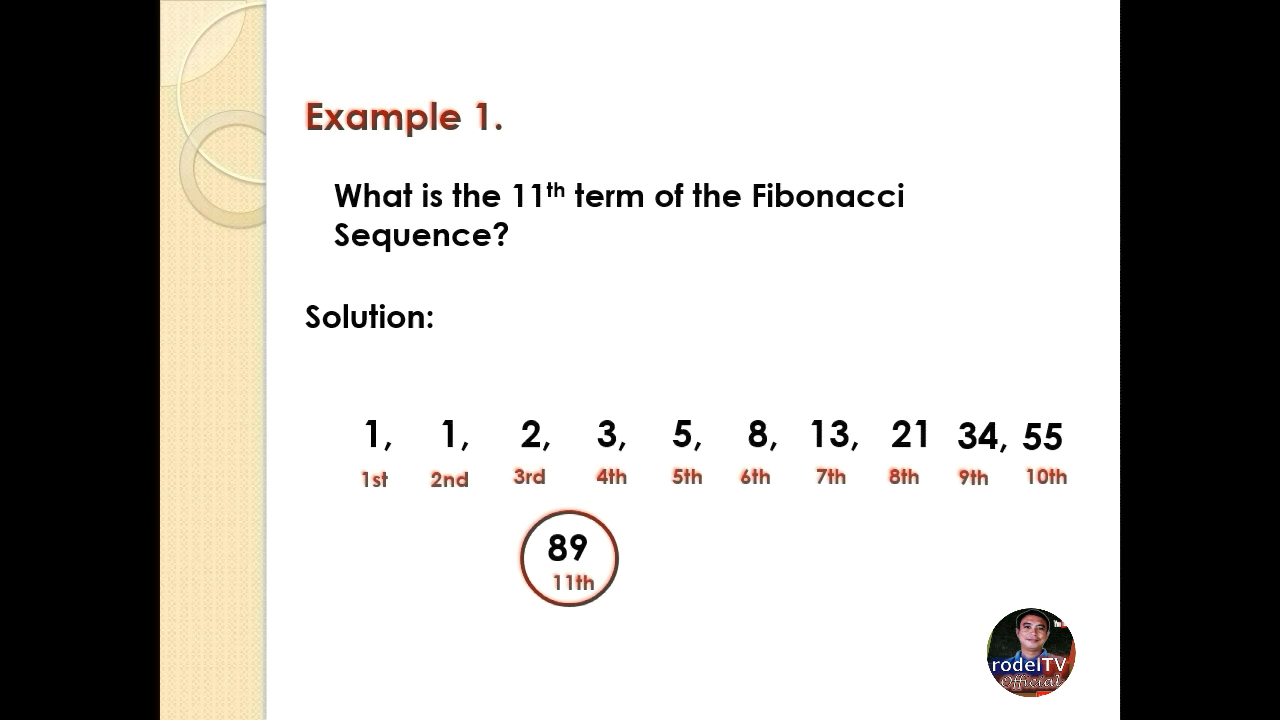 Example 1.
What is the 11th term of the Fibonacci
Sequence?
Solution:
1, 1, 2, 3, 5, 8, 13, 21 34, 55
1st 2nd 3rd 4th 5th 6th 7th 8th 9th 10th
89
11th
rodelTV
Official